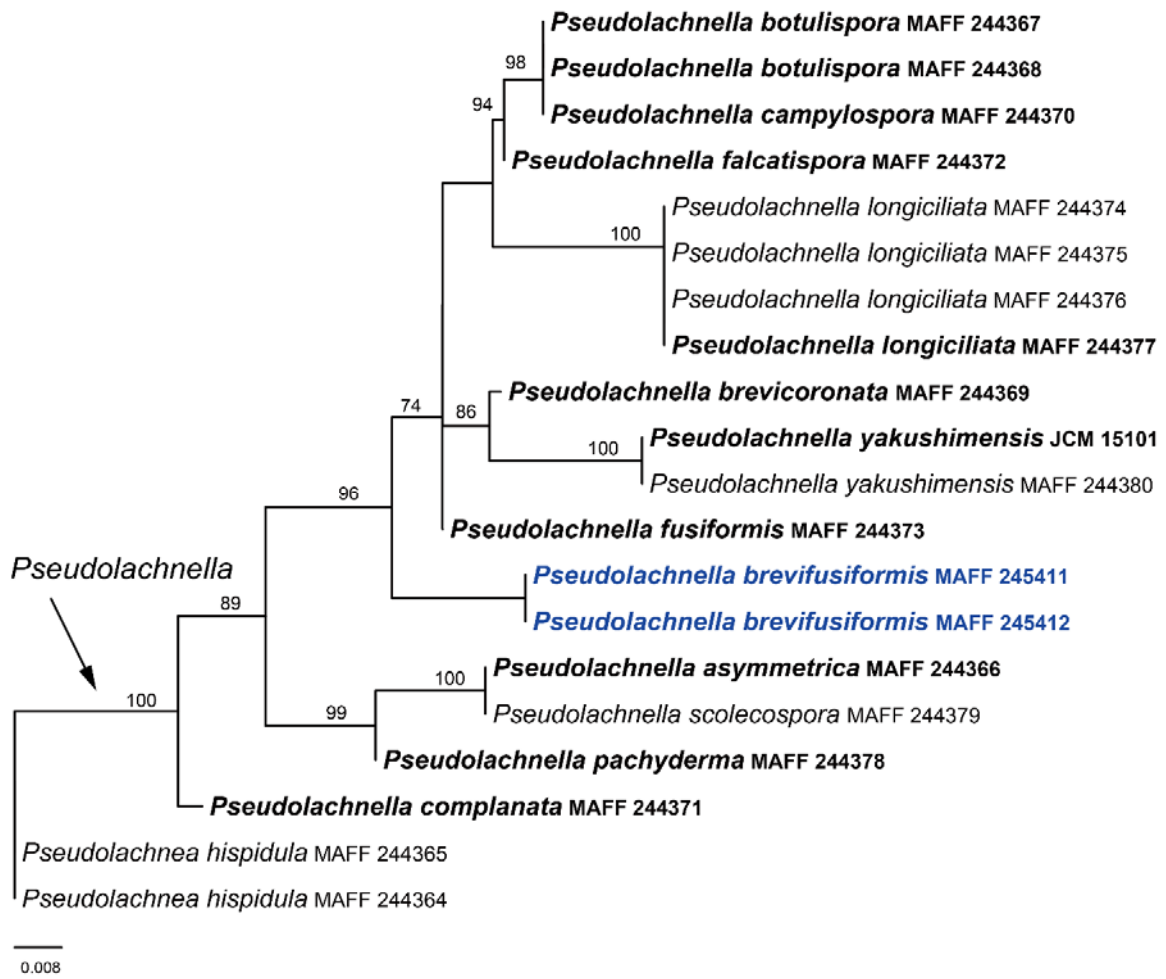 Pseudolachnella botulispora MAFF 244367
98
Pseudolachnella botulispora MAFF 244368
94
Pseudolachnella campylospora MAFF 244370
Pseudolachnella falcatispora MAFF 244372
Pseudolachnella longiciliata MAFF 244374
100
Pseudolachnella longiciliata MAFF 244375
Pseudolachnella longiciliata MAFF 244376
Pseudolachnella longiciliata MAFF 244377
Pseudolachnella brevicoronata MAFF 244369
74
86
Pseudolachnella yakushimensis JCM 15101
100
Pseudolachnella yakushimensis MAFF 244380
96
Pseudolachnella fusiformis MAFF 244373
Pseudolachnella
Pseudolachnella brevifusiformis MAFF 245411
89
Pseudolachnella brevifusiformis MAFF 245412
Pseudolachnella asymmetrica MAFF 244366
100
Pseudolachnella scolecospora MAFF 244379
100
99
Pseudolachnella pachyderma MAFF 244378
Pseudolachnella complanata MAFF 244371
Pseudolachnea hispidula MAFF 244365
Pseudolachnea hispidula MAFF 244364
0.008